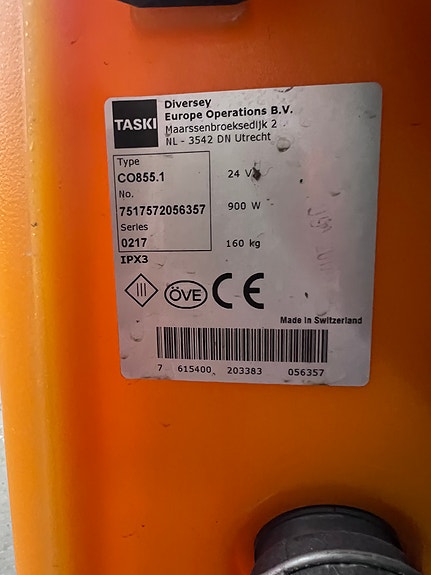 TASKI
Diversey
Europe Operations B.V.
Maarssenbroeksedijk 2
NL - 3542 DN Utrecht
Type
CO855.1
24 V
No.
7517572056357
900 W
Series
0217
160 kg
IPX3
III
ÖVE
CE
Made in Switzerland
7 615400 203383 056357